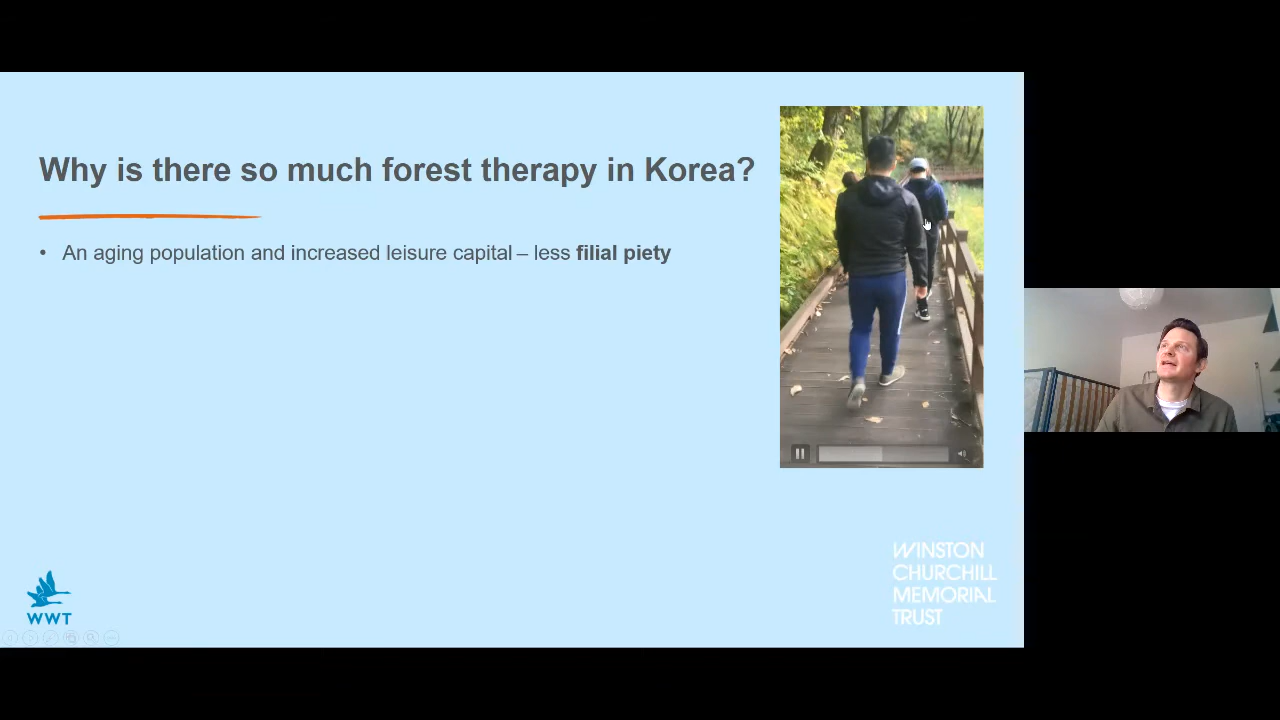 Why is there so much forest therapy in Korea?
• An aging population and increased leisure capital – less filial piety
WWT
WINSTON
CHURCHILL
MEMORIAL
TRUST